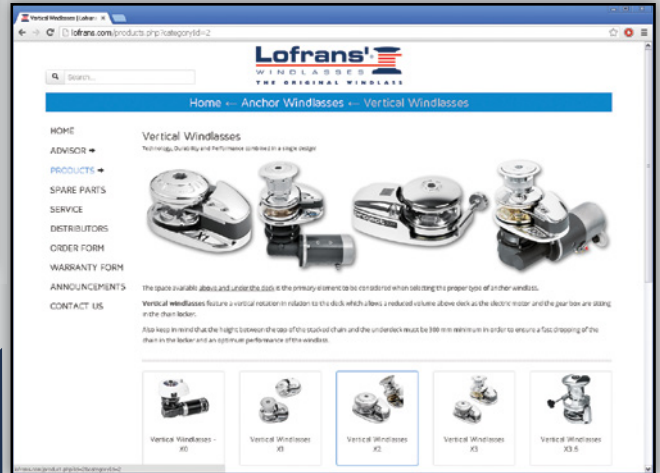 Vertical Windlasses | Lofrans
lofrans.com/products.php?categoryid=2
Search...
Lofrans'
WINDLASSES
THE ORIGINAL WINDLASS
Home ← Anchor Windlasses ← Vertical Windlasses
HOME
ADVISOR
PRODUCTS
SPARE PARTS
SERVICE
DISTRIBUTORS
ORDER FORM
WARRANTY FORM
ANNOUNCEMENTS
CONTACT US
Vertical Windlasses
Technology, Durability and Performance combined in a single design
The space available above and under the deck is the primary element to be considered when selecting the proper type of anchor windlass.
Vertical windlasses feature a vertical rotation in relation to the deck which allows a reduced volume above deck as the electric motor and the gear box are sitting
in the chain locker.
Also keep in mind that the height between the top of the stacked chain and the underdeck must be 300 mm minimum in order to ensure a fast dropping of the
chain in the locker and an optimum performance of the windlass.
Vertical Windlasses -
X0
Vertical Windlasses
X1
Vertical Windlasses
X2
Vertical Windlasses
X3
Vertical Windlasses
X3.5